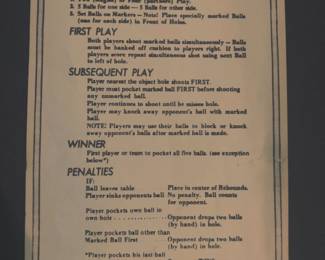 2. 5 Balls for one side — 5 Balls for other side.
3. Set Balls on Markers — Note! Place specially marked Balls
(one for each side) in Front of Holes.
FIRST PLAY
Both players shoot marked balls simultaneously — Balls
must be banked off cushion to players right. If both
players score repeat simultaneous shot using next Ball
to left of hole.
SUBSEQUENT PLAY
Player nearest the object hole shoots FIRST.
Player must pocket marked ball FIRST before shooting
any unmarked ball.
Player continues to shoot until he misses hole.
Player may knock away opponent's ball with marked
ball.
NOTE: Players may use their balls to block or knock
away opponent's balls after marked ball is made.
WINNER
First player or team to pocket all five balls. (see exception
below*)
PENALTIES
IF:
Ball leaves table Place in center of Rebounds.
Player sinks opponents ball No penalty. Ball counts
for opponent.
Player pockets own ball in
own hole Opponent drops two balls
(by hand) in hole.
Player pockets ball other than
Marked Ball First Opponent drops two balls
(by hand) in hole.
*Player pockets his last ball